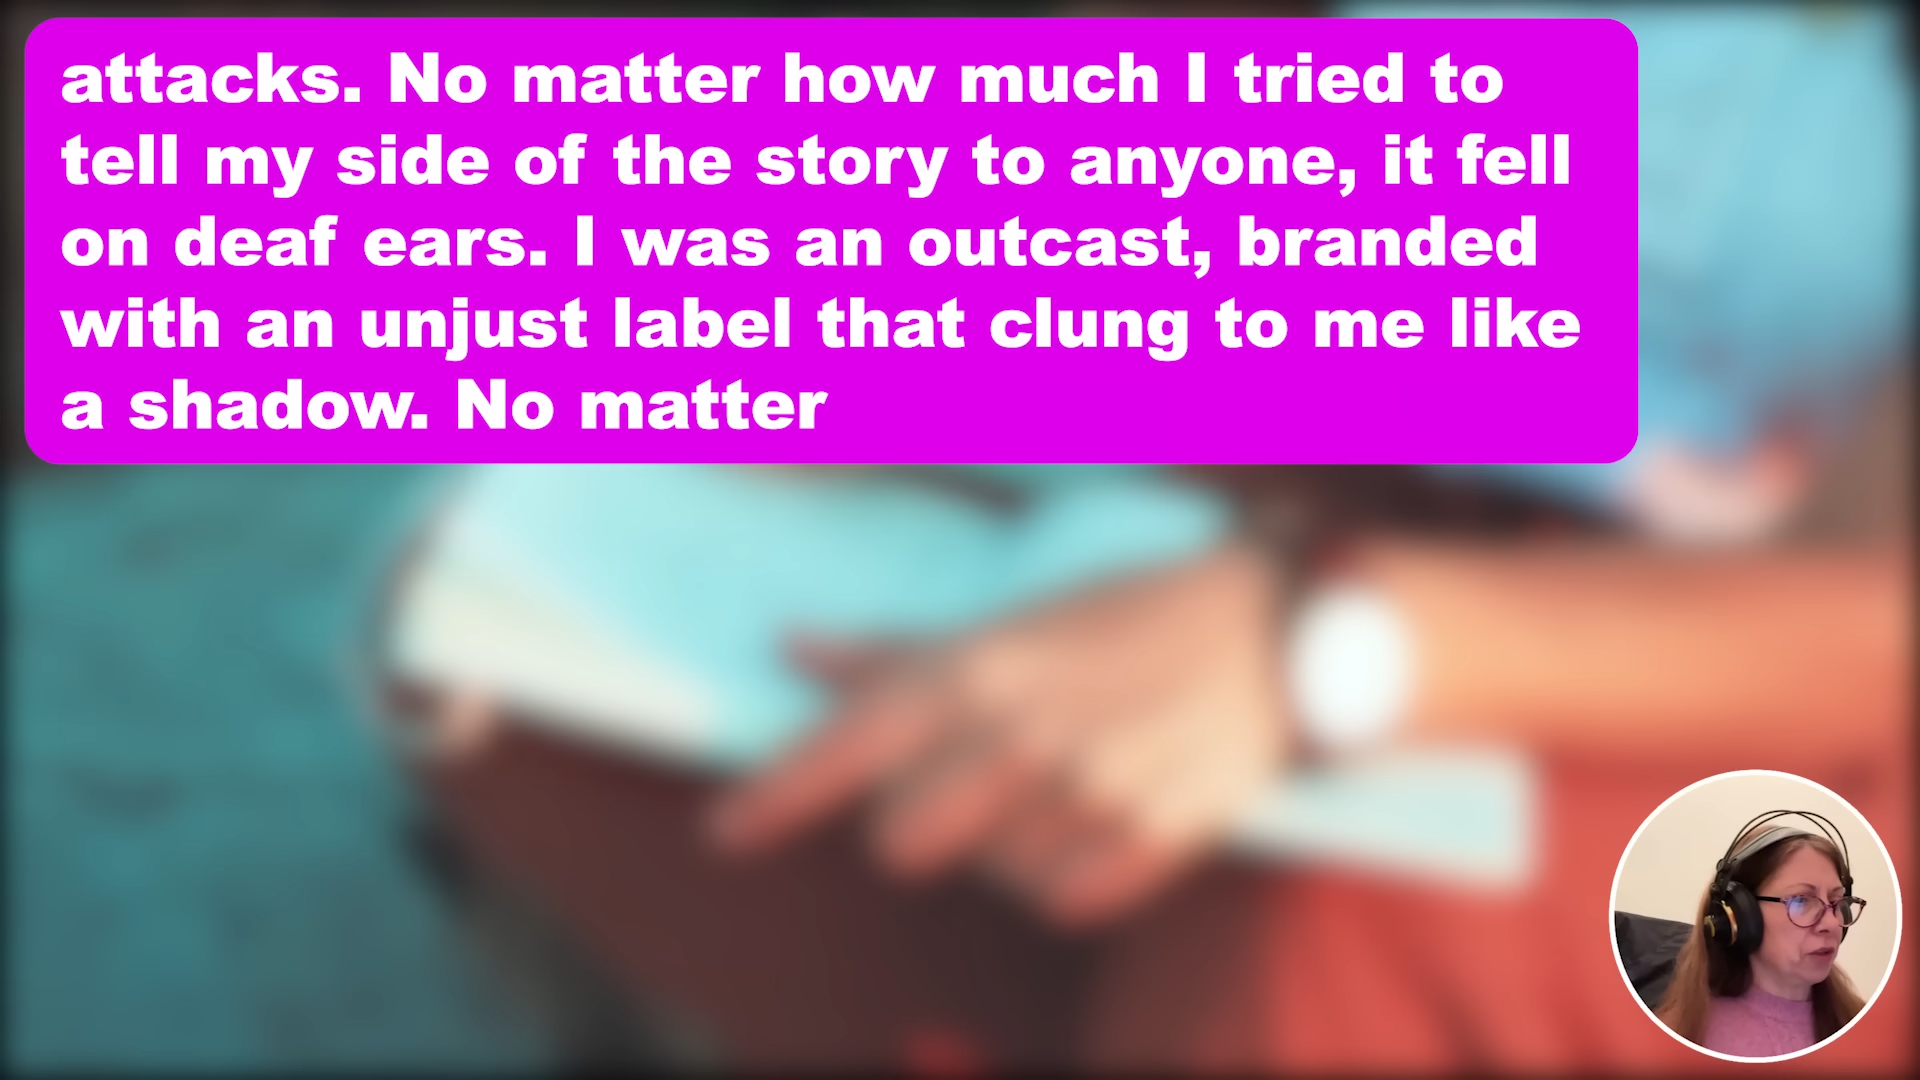 attacks. No matter how much I tried to
tell my side of the story to anyone, it fell
on deaf ears. I was an outcast, branded
with an unjust label that clung to me like
a shadow. No matter